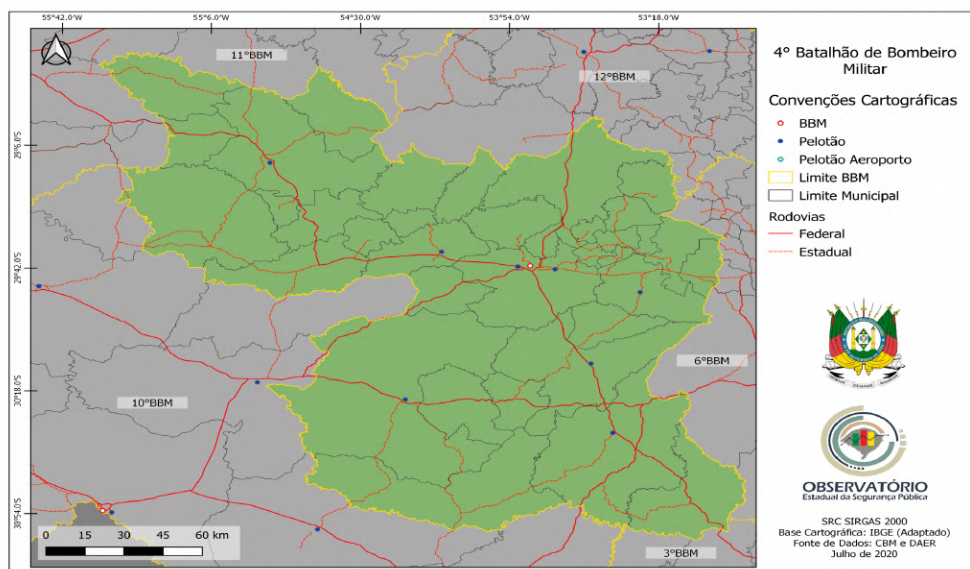 55°42.0'W 55°6.0'W 54°30.0'W 53°54.0'W 53°18.0'W
11°BBM
12°BBM
29°6.0'S
29°42.0'S
6°BBM
30°18.0'S
10°BBM
30°54.0'S
0 15 30 45 60 km
3°BBM
4° Batalhão de Bombeiro
Militar
Convenções Cartográficas
BBM
Pelotão
Pelotão Aeroporto
Limite BBM
Limite Municipal
Rodovias
Federal
Estadual
OBSERVATÓRIO
Estadual da Segurança Pública
SRC SIRGAS 2000
Base Cartográfica: IBGE (Adaptado)
Fonte de Dados: CBM e DAER
Julho de 2020